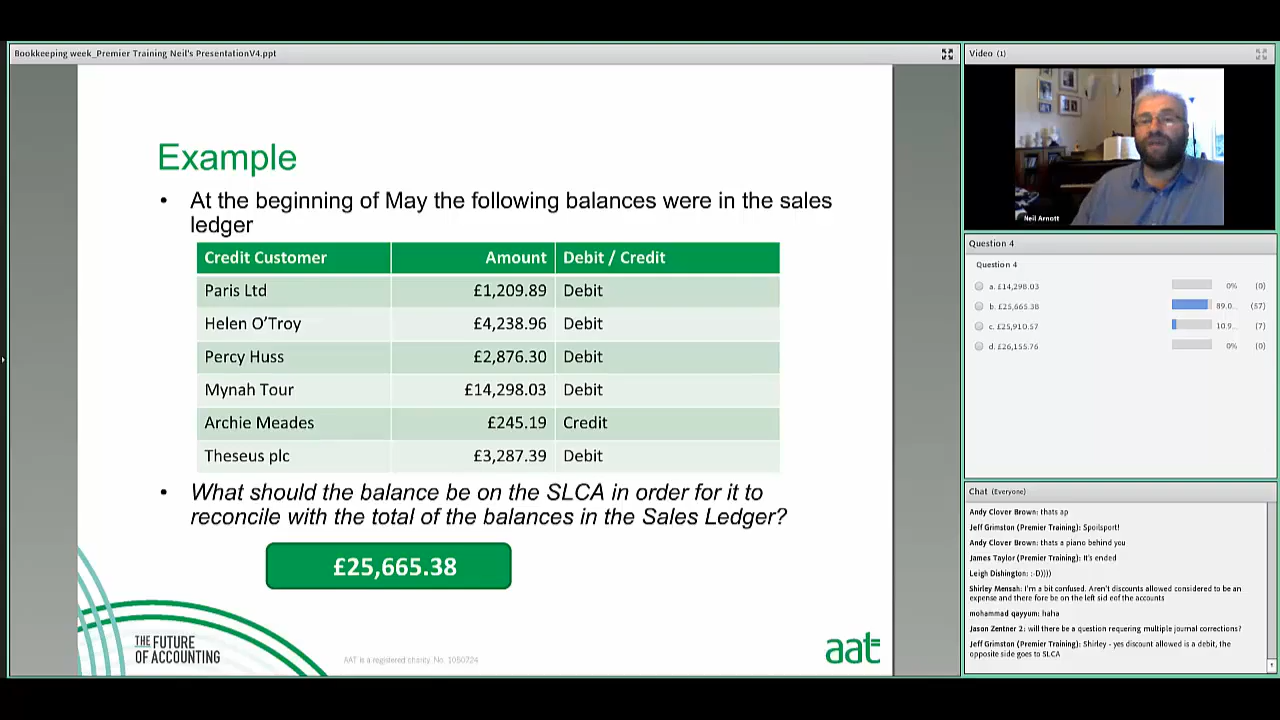 Bookkeeping week_Premier Training Neil's PresentationV4.ppt
Example
• At the beginning of May the following balances were in the sales
ledger
Credit Customer Amount Debit / Credit
Paris Ltd £1,209.89 Debit
Helen O'Troy £4,238.96 Debit
Percy Huss £2,876.30 Debit
Mynah Tour £14,298.03 Debit
Archie Meades £245.19 Credit
Theseus plc £3,287.39 Debit
• What should the balance be on the SLCA in order for it to
reconcile with the total of the balances in the Sales Ledger?
£25,665.38
THE FUTURE
OF ACCOUNTING
AAT is a registered charity. No. 1050724
aat
Video (1)
Neil Arnott
Question 4
Question 4
a. £14,298.03 0% (0)
b. £25,665.38 89.0... (57)
c. £25,910.57 10.9... (7)
d. £26,155.76 0% (0)
Chat (Everyone)
Andy Clover Brown: thats ap
Jeff Grimston (Premier Training): Spoilsport!
Andy Clover Brown: thats a piano behind you
James Taylor (Premier Training): It's ended
Leigh Dishington: :-D))))
Shirley Mensah: I'm a bit confused. Aren't discounts allowed considered to be an
expense and there fore be on the left sid eof the accounts
mohammad qayyum: haha
Jason Zentner 2: will there be a question requering multiple journal corrections?
Jeff Grimston (Premier Training): Shirley - yes discount allowed is a debit, the
opposite side goes to SLCA